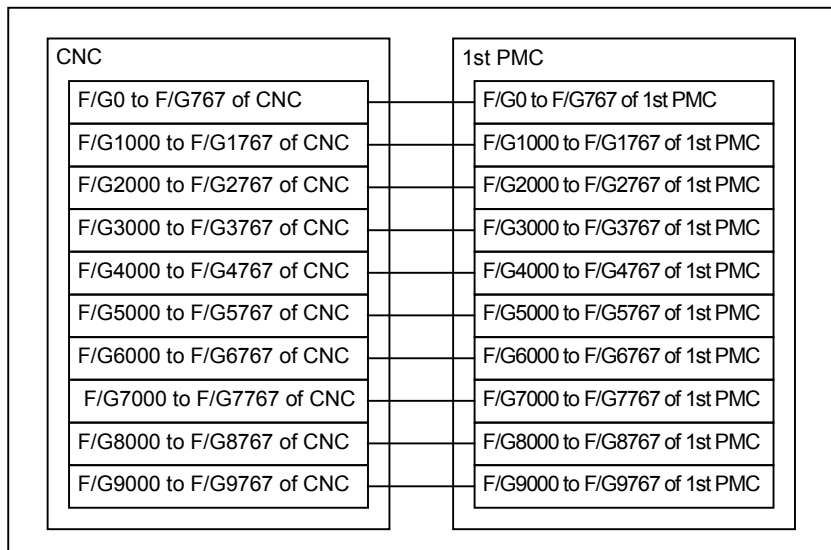 CNC
F/G0 to F/G767 of CNC
F/G1000 to F/G1767 of CNC
F/G2000 to F/G2767 of CNC
F/G3000 to F/G3767 of CNC
F/G4000 to F/G4767 of CNC
F/G5000 to F/G5767 of CNC
F/G6000 to F/G6767 of CNC
F/G7000 to F/G7767 of CNC
F/G8000 to F/G8767 of CNC
F/G9000 to F/G9767 of CNC
1st PMC
F/G0 to F/G767 of 1st PMC
F/G1000 to F/G1767 of 1st PMC
F/G2000 to F/G2767 of 1st PMC
F/G3000 to F/G3767 of 1st PMC
F/G4000 to F/G4767 of 1st PMC
F/G5000 to F/G5767 of 1st PMC
F/G6000 to F/G6767 of 1st PMC
F/G7000 to F/G7767 of 1st PMC
F/G8000 to F/G8767 of 1st PMC
F/G9000 to F/G9767 of 1st PMC